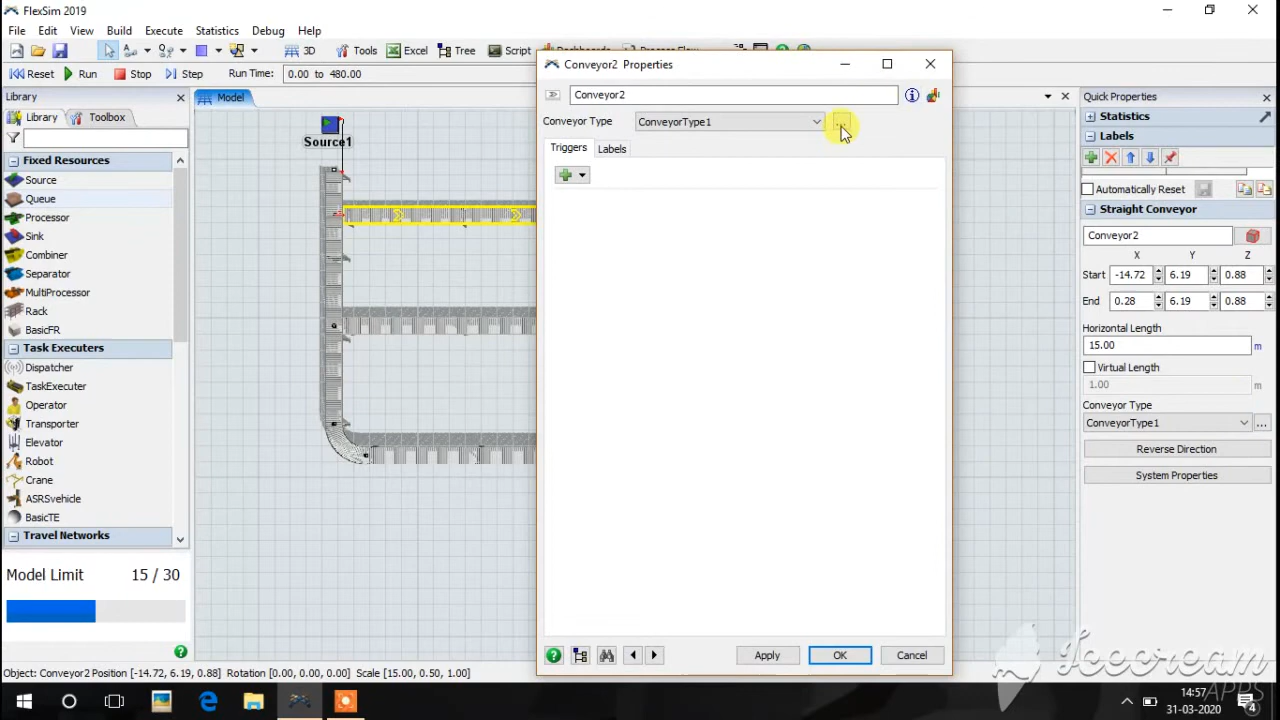 FlexSim 2019
File Edit View Build Execute Statistics Debug Help
3D Tools Excel Tree Script Dashboards Process Flow
Reset Run Stop Step Run Time: 0.00 to 480.00
Library
Library Toolbox
Fixed Resources
Source
Queue
Processor
Sink
Combiner
Separator
MultiProcessor
Rack
BasicFR
Task Executers
Dispatcher
TaskExecuter
Operator
Transporter
Elevator
Robot
Crane
ASRSvehicle
BasicTE
Travel Networks
Model Limit 15 / 30
Model
Source1
Conveyor2 Properties
Conveyor2
Conveyor Type ConveyorType1 ...
Triggers Labels
Apply OK Cancel
Quick Properties
Statistics
Labels
Automatically Reset
Straight Conveyor
Conveyor2
X Y Z
Start -14.72 6.19 0.88
End 0.28 6.19 0.88
Horizontal Length
15.00 m
Virtual Length
1.00 m
Conveyor Type
ConveyorType1 ...
Reverse Direction
System Properties
Object: Conveyor2 Position [-14.72, 6.19, 0.88] Rotation [0.00, 0.00, 0.00] Scale [15.00, 0.50, 1.00]
Icecream
APPS
14:57
31-03-2020
4